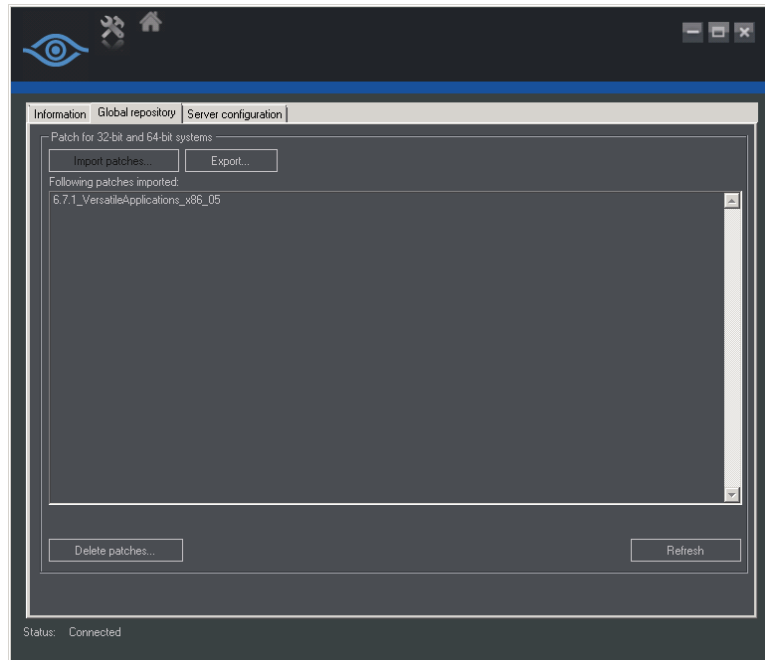 Information Global repository Server configuration
Patch for 32-bit and 64-bit systems
Import patches... Export...
Following patches imported:
6.7.1_VersatileApplications_x86_05
Delete patches... Refresh
Status: Connected